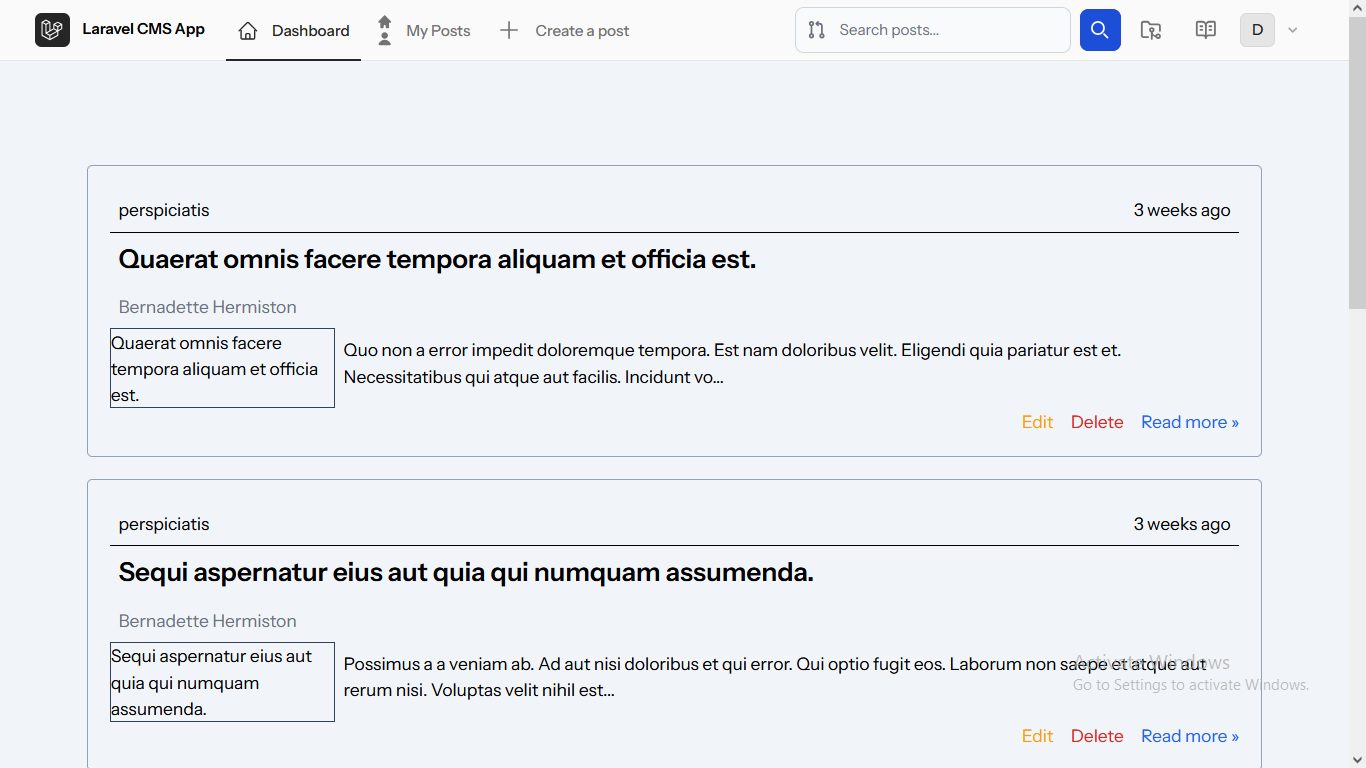 Laravel CMS App Dashboard My Posts Create a post Search posts... D
perspiciatis 3 weeks ago
Quaerat omnis facere tempora aliquam et officia est.
Bernadette Hermiston
Quaerat omnis facere
tempora aliquam et officia
est.
Quo non a error impedit doloremque tempora. Est nam doloribus velit. Eligendi quia pariatur est et.
Necessitatibus qui atque aut facilis. Incidunt vo...
Edit Delete Read more »
perspiciatis 3 weeks ago
Sequi aspernatur eius aut quia qui numquam assumenda.
Bernadette Hermiston
Sequi aspernatur eius aut
quia qui numquam
assumenda.
Possimus a a veniam ab. Ad aut nisi doloribus et qui error. Qui optio fugit eos. Laborum non saepe et atque aut
rerum nisi. Voluptas velit nihil est...
Activate Windows
Go to Settings to activate Windows.
Edit Delete Read more »